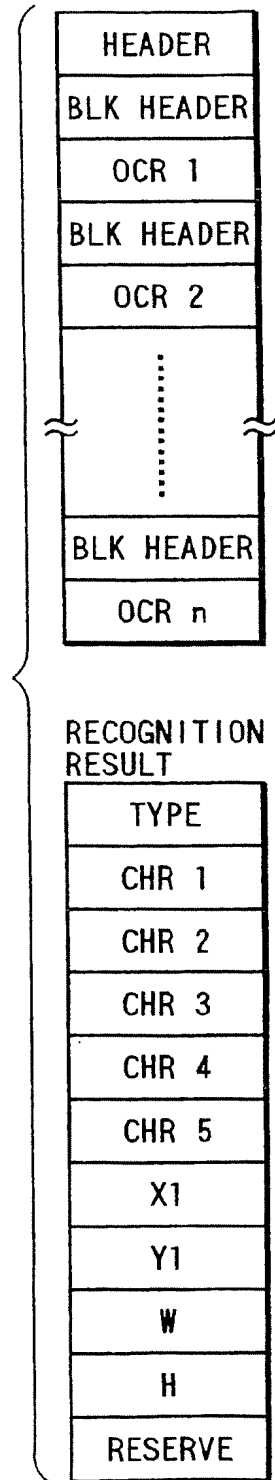 HEADER
BLK HEADER
OCR 1
BLK HEADER
OCR 2
BLK HEADER
OCR n
RECOGNITION
RESULT
TYPE
CHR 1
CHR 2
CHR 3
CHR 4
CHR 5
X1
Y1
W
H
RESERVE